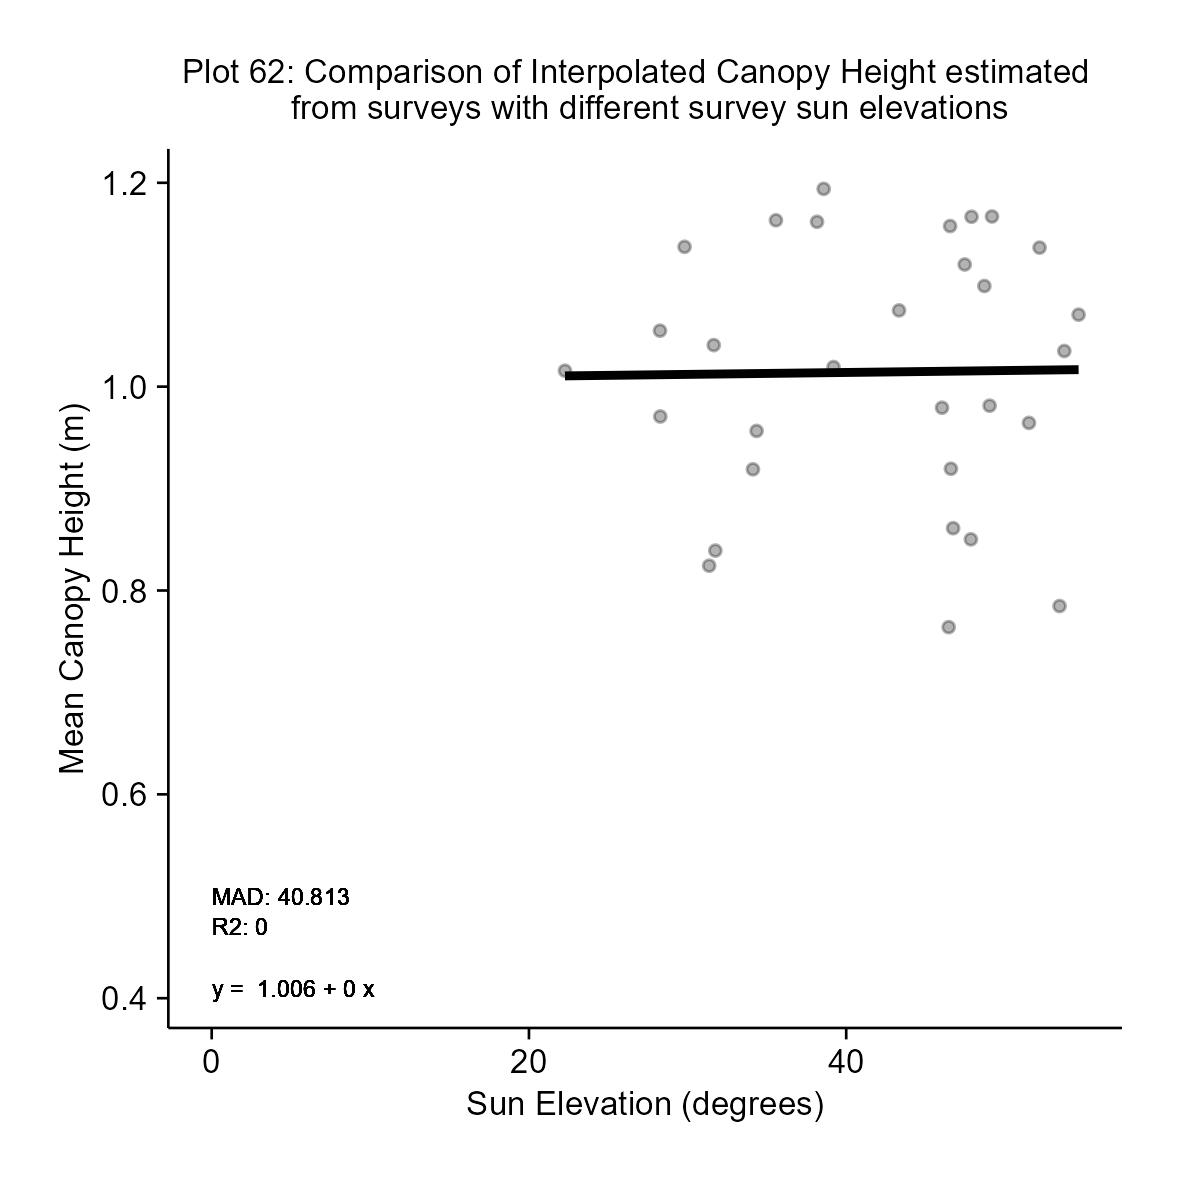 Plot 62: Comparison of Interpolated Canopy Height estimated
from surveys with different survey sun elevations
1.2
1.0
0.8
0.6
0.4
Mean Canopy Height (m)
MAD: 40.813
R2: 0
y =  1.006 + 0 x
0
20
40
Sun Elevation (degrees)